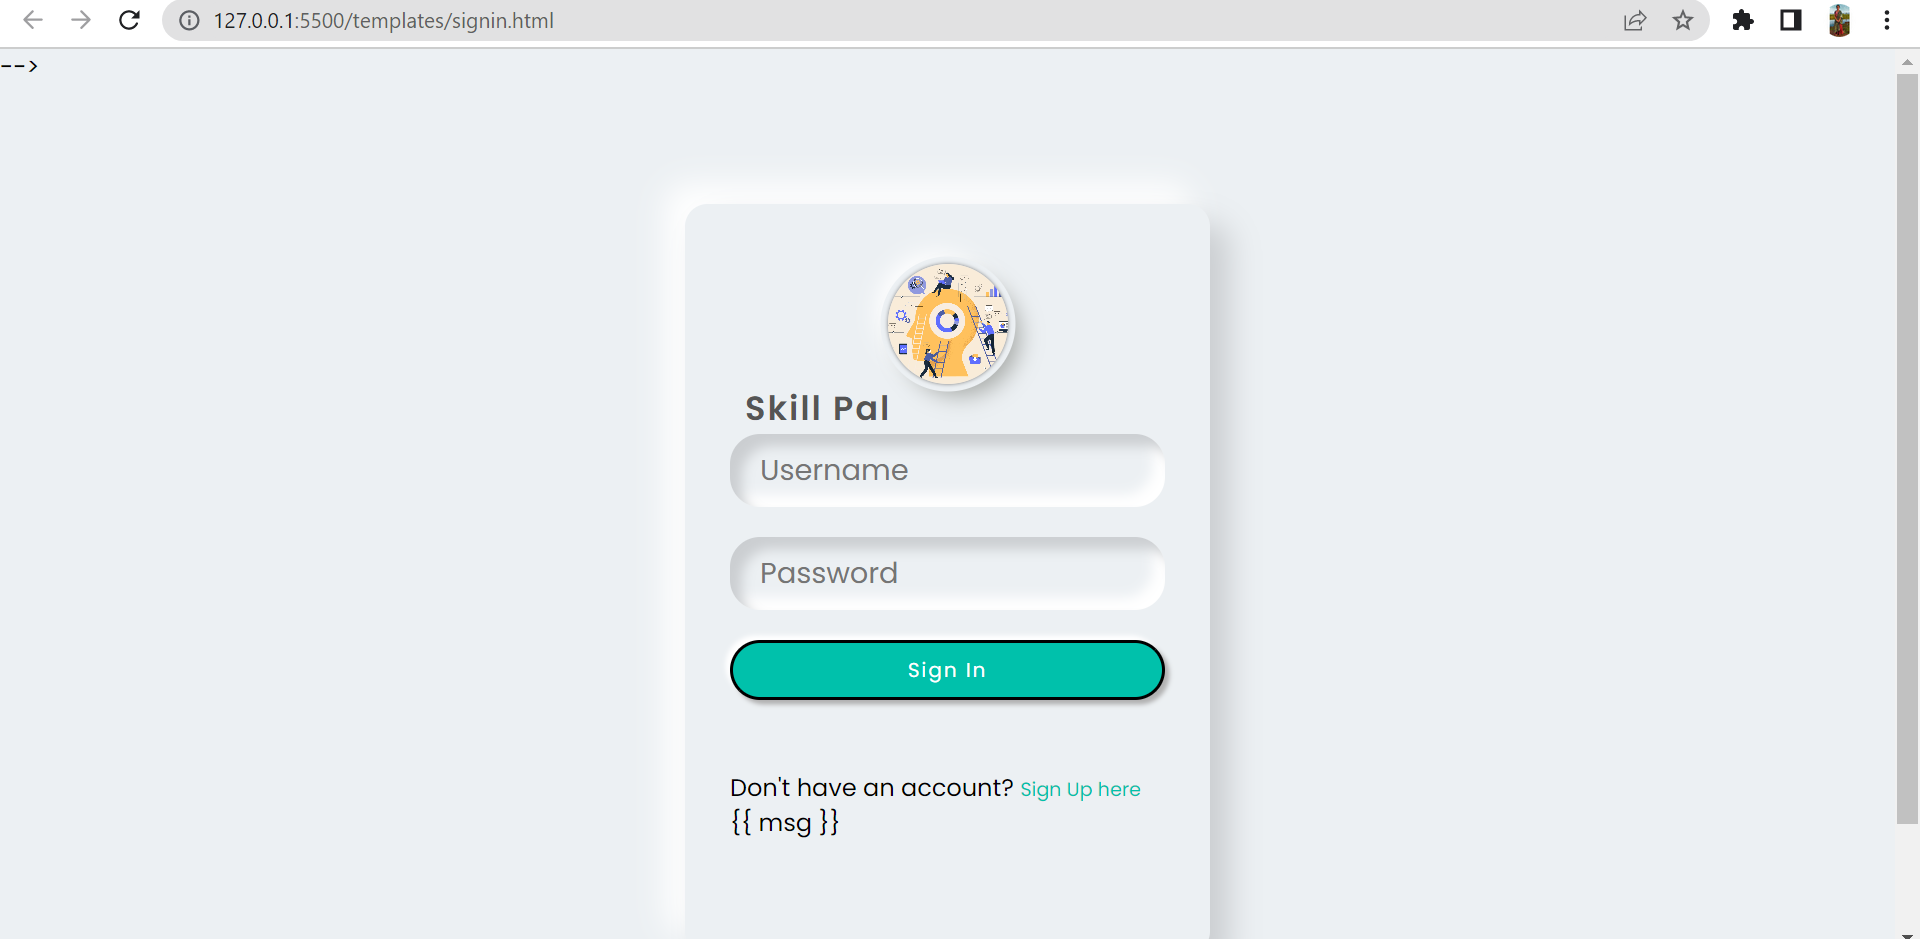 127.0.0.1:5500/templates/signin.html
-->
Skill Pal
Username
Password
Sign In
Don't have an account? Sign Up here
{{ msg }}